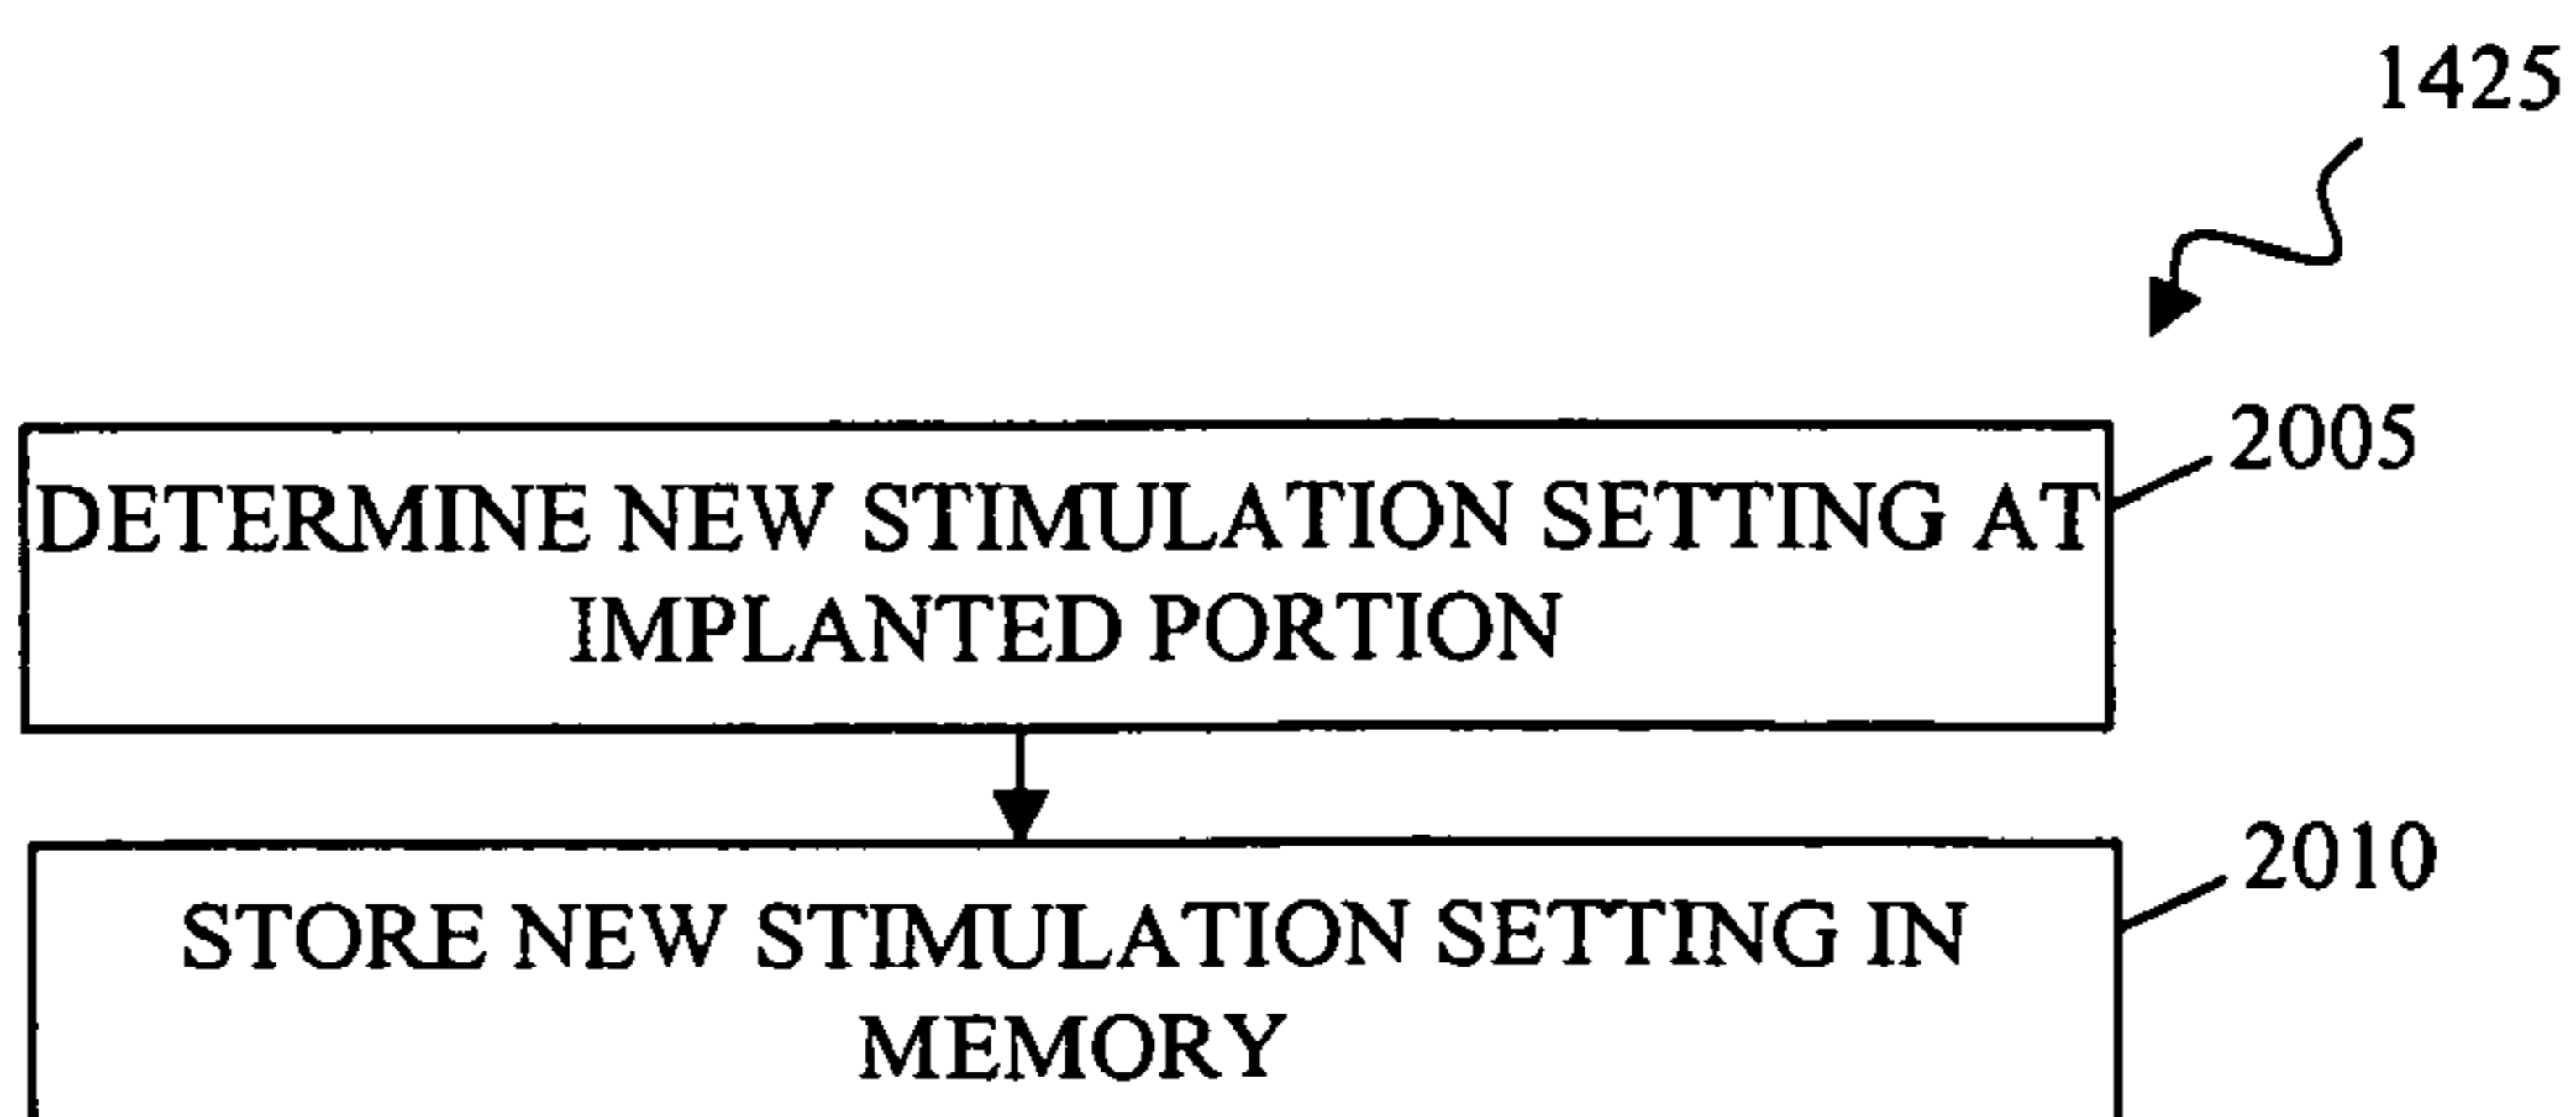 1425
2005
DETERMINE NEW STIMULATION SETTING AT
IMPLANTED PORTION
2010
STORE NEW STIMULATION SETTING IN
MEMORY